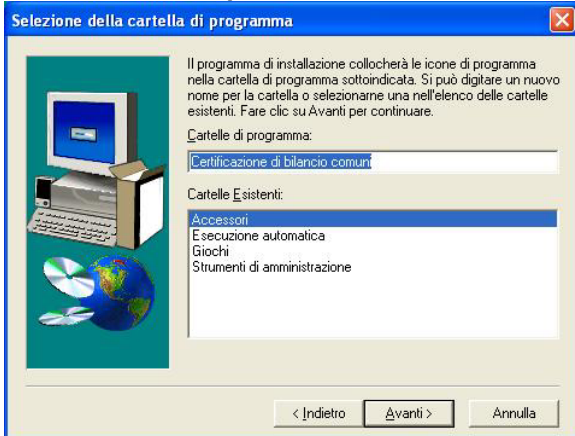 Selezione della cartella di programma
Il programma di installazione collocherà le icone di programma
nella cartella di programma sottoindicata. Si può digitare un nuovo
nome per la cartella o selezionarne una nell'elenco delle cartelle
esistenti. Fare clic su Avanti per continuare.
Cartelle di programma:
Certificazione di bilancio comuni
Cartelle Esistenti:
Accessori
Esecuzione automatica
Giochi
Strumenti di amministrazione
< Indietro
Avanti >
Annulla